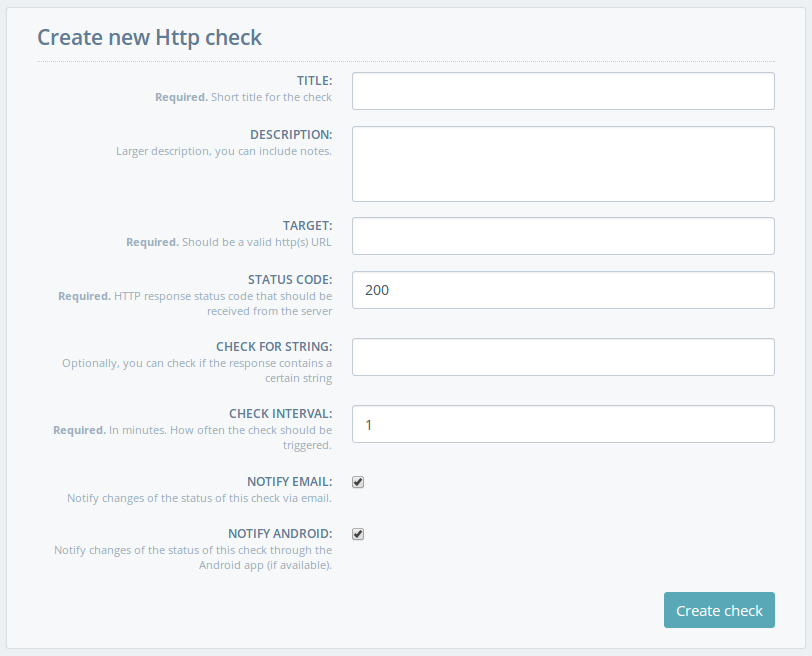 Create new Http check
TITLE:
Required. Short title for the check
DESCRIPTION:
Larger description, you can include notes.
TARGET:
Required. Should be a valid http(s) URL
STATUS CODE:
Required. HTTP response status code that should be
received from the server
200
CHECK FOR STRING:
Optionally, you can check if the response contains a
certain string
CHECK INTERVAL:
Required. In minutes. How often the check should be
triggered.
1
NOTIFY EMAIL:
Notify changes of the status of this check via email.
NOTIFY ANDROID:
Notify changes of the status of this check through the
Android app (if available).
Create check